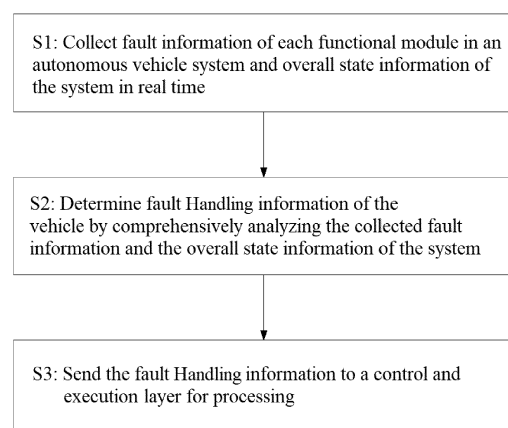 S1: Collect fault information of each functional module in an
autonomous vehicle system and overall state information of
the system in real time
S2: Determine fault Handling information of the
vehicle by comprehensively analyzing the collected fault
information and the overall state information of the system
S3: Send the fault Handling information to a control and
execution layer for processing